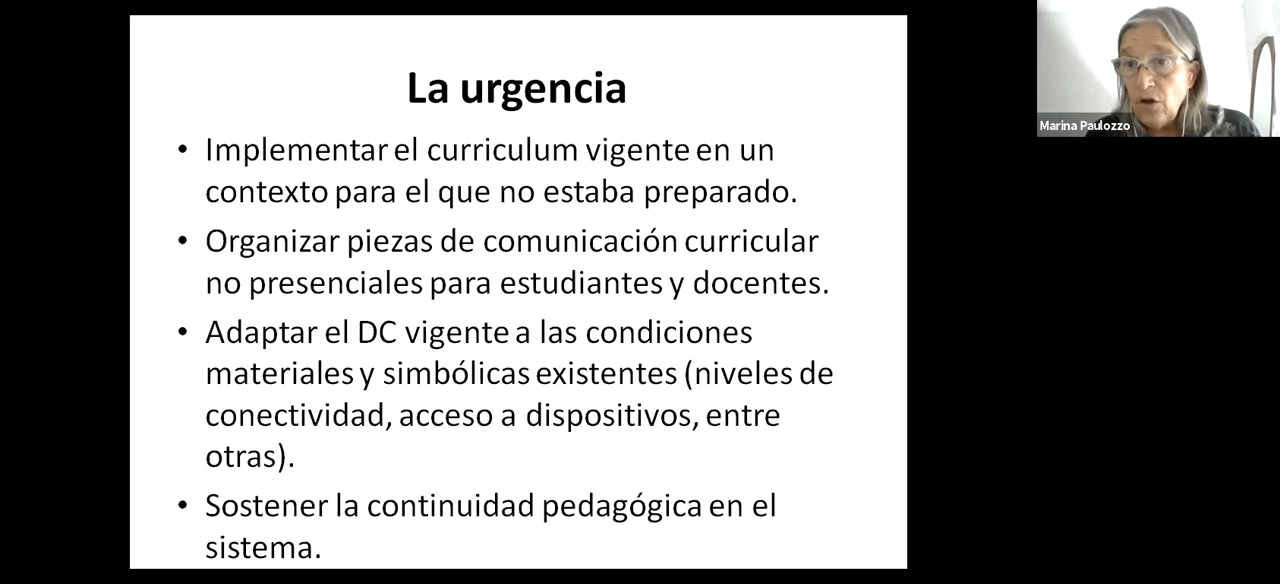 La urgencia
• Implementar el curriculum vigente en un
contexto para el que no estaba preparado.
• Organizar piezas de comunicación curricular
no presenciales para estudiantes y docentes.
• Adaptar el DC vigente a las condiciones
materiales y simbólicas existentes (niveles de
conectividad, acceso a dispositivos, entre
otras).
• Sostener la continuidad pedagógica en el
sistema.
Marina Paulozzo